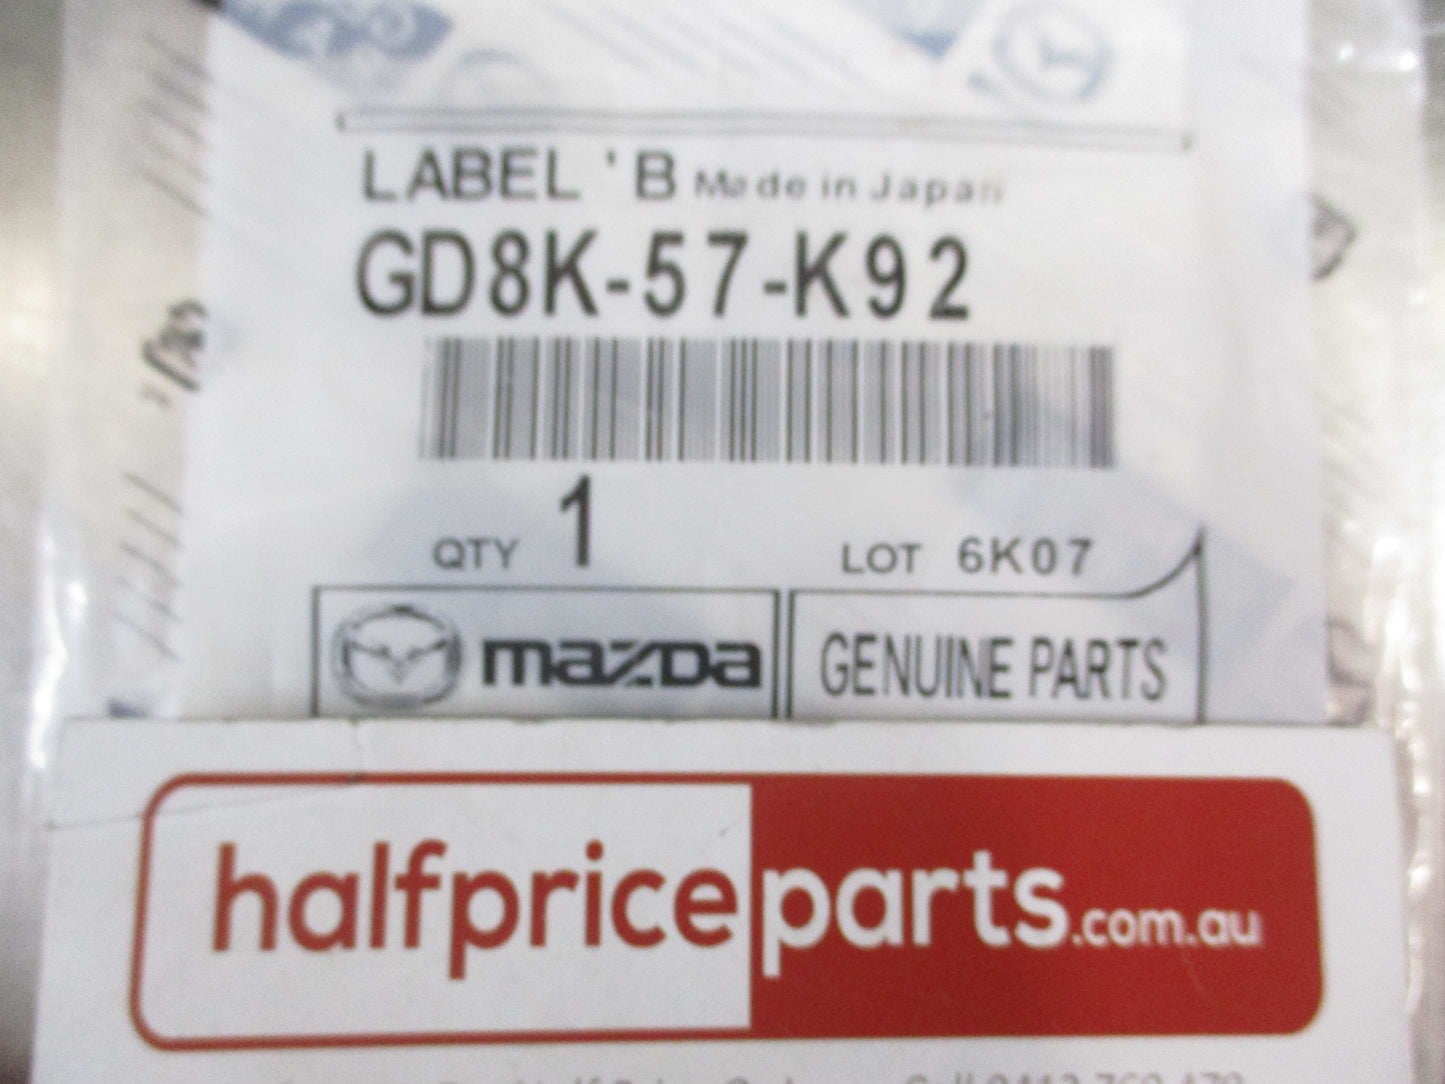 LABEL 'B Made in Japan
GD8K-57-K92
QTY 1 LOT 6K07
mazda GENUINE PARTS
halfpriceparts.com.au